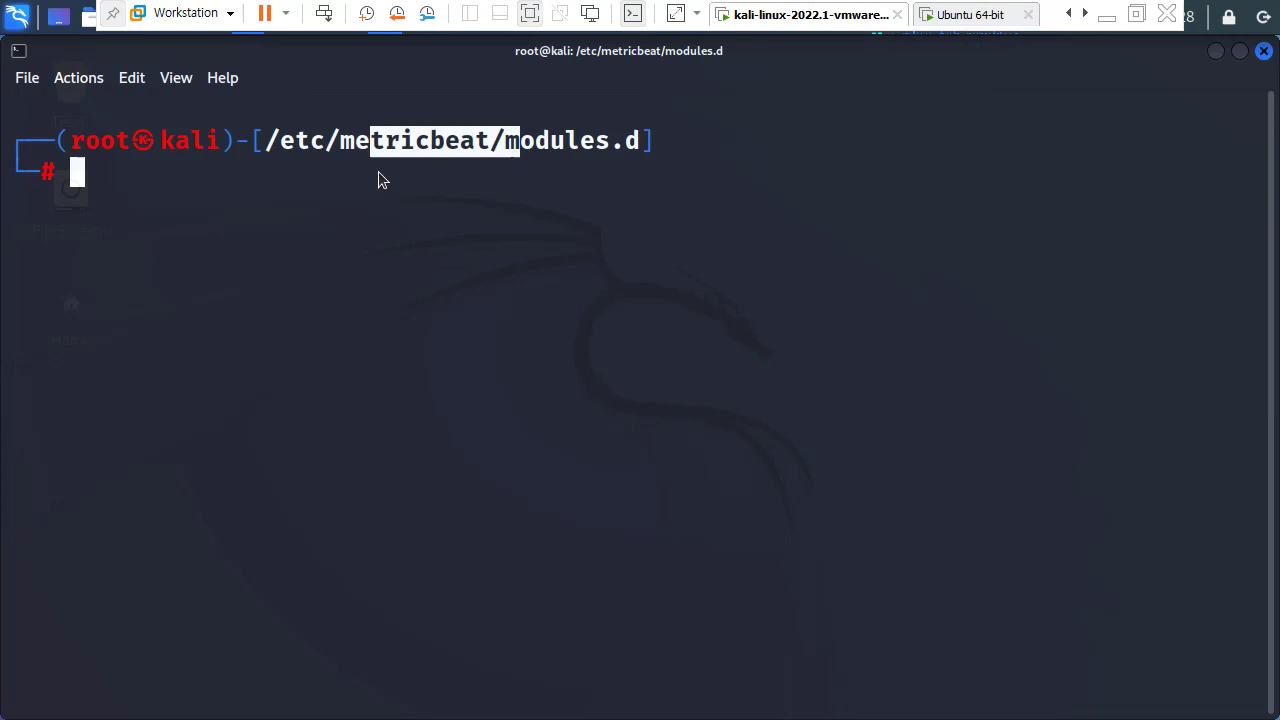 Workstation
kali-linux-2022.1-vmware...
Ubuntu 64-bit
28
root@kali: /etc/metricbeat/modules.d
File Actions Edit View Help
┌──(root㉿kali)-[/etc/metricbeat/modules.d]
└─#